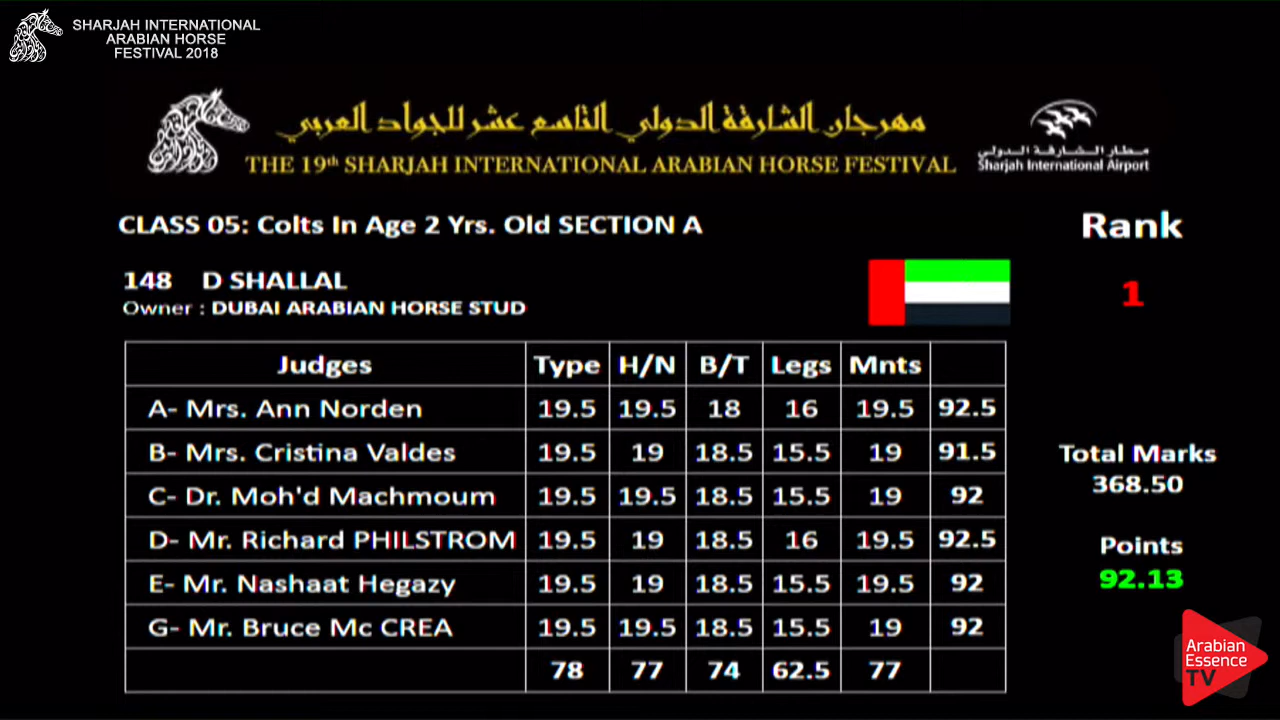 SHARJAH INTERNATIONAL
ARABIAN HORSE
FESTIVAL 2018
مهرجان الشارقة الدولي التاسع عشر للجواد العربي
THE 19th SHARJAH INTERNATIONAL ARABIAN HORSE FESTIVAL
مطار الشارقة الدولي
Sharjah International Airport
CLASS 05: Colts In Age 2 Yrs. Old SECTION A
Rank
148 D SHALLAL
1
Owner : DUBAI ARABIAN HORSE STUD
Judges Type H/N B/T Legs Mnts
A- Mrs. Ann Norden 19.5 19.5 18 16 19.5 92.5
B- Mrs. Cristina Valdes 19.5 19 18.5 15.5 19 91.5
C- Dr. Moh'd Machmoum 19.5 19.5 18.5 15.5 19 92
D- Mr. Richard PHILSTROM 19.5 19 18.5 16 19.5 92.5
E- Mr. Nashaat Hegazy 19.5 19 18.5 15.5 19.5 92
G- Mr. Bruce Mc CREA 19.5 19.5 18.5 15.5 19 92
78 77 74 62.5 77
Total Marks
368.50
Points
92.13
Arabian
Essence
TV